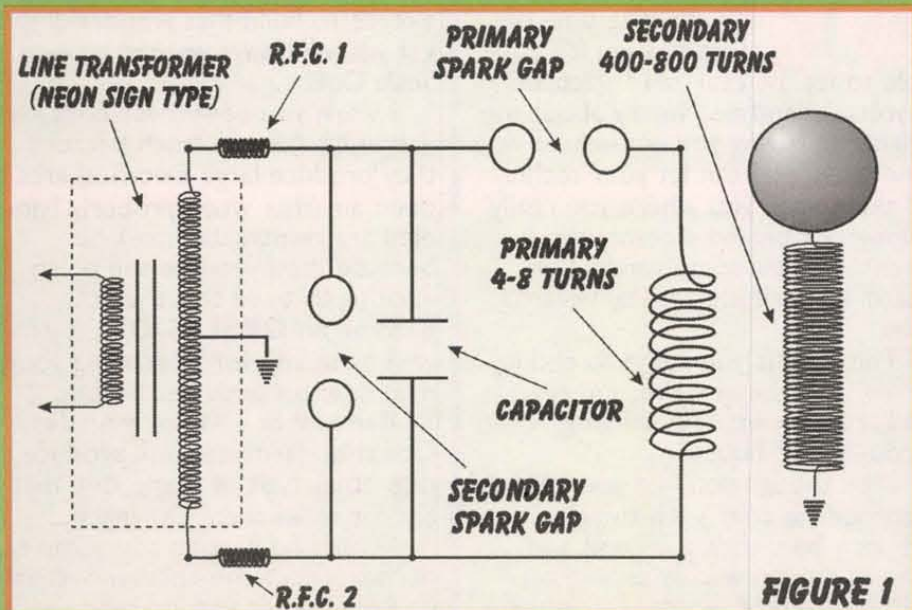 LINE TRANSFORMER
(NEON SIGN TYPE)
R.F.C. 1
PRIMARY
SPARK GAP
SECONDARY
400-800 TURNS
PRIMARY
4-8 TURNS
CAPACITOR
SECONDARY
SPARK GAP
R.F.C. 2
FIGURE 1